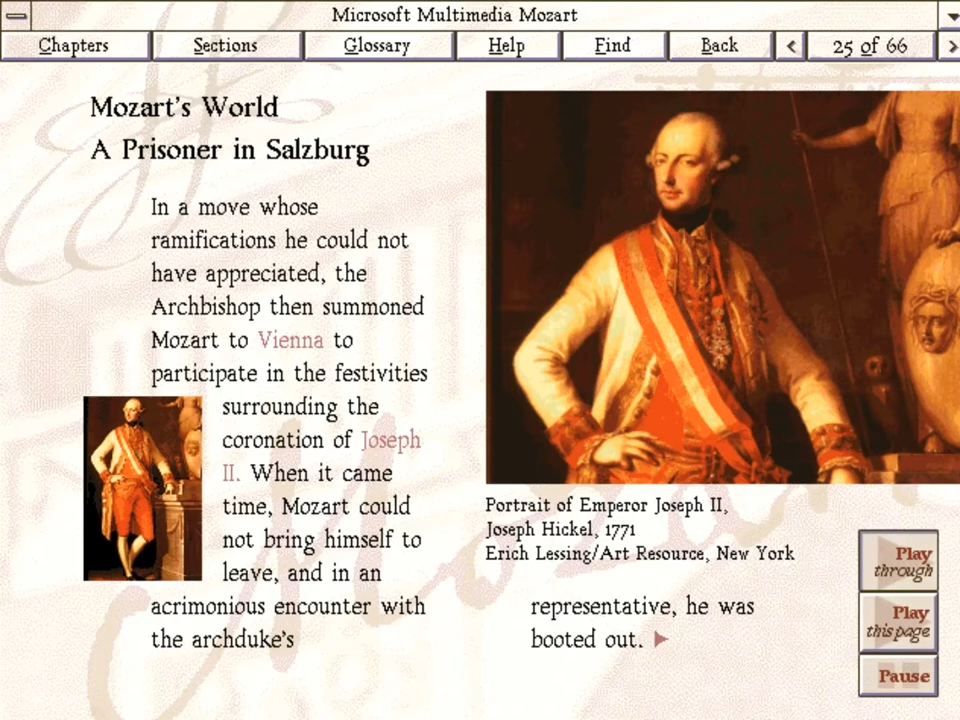 Microsoft Multimedia Mozart
Chapters Sections Glossary Help Find Back < 25 of 66 >
Mozart's World
A Prisoner in Salzburg
In a move whose
ramifications he could not
have appreciated, the
Archbishop then summoned
Mozart to Vienna to
participate in the festivities
surrounding the
coronation of Joseph
II. When it came
time, Mozart could
not bring himself to
leave, and in an
acrimonious encounter with
the archduke's
Portrait of Emperor Joseph II,
Joseph Hickel, 1771
Erich Lessing/Art Resource, New York
representative, he was
booted out.
Play
through
Play
this page
Pause